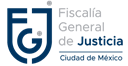 Fiscalía
General
de Justicia
Ciudad de México